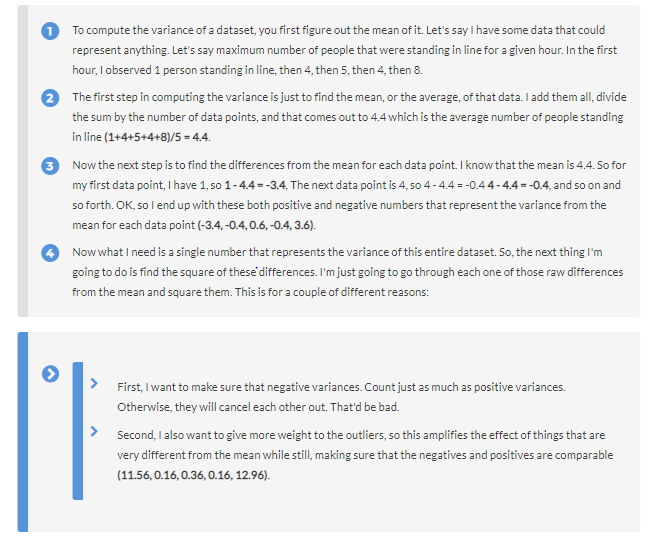 1 To compute the variance of a dataset, you first figure out the mean of it. Let's say I have some data that could
represent anything. Let's say maximum number of people that were standing in line for a given hour. In the first
hour, I observed 1 person standing in line, then 4, then 5, then 4, then 8.
2 The first step in computing the variance is just to find the mean, or the average, of that data. I add them all, divide
the sum by the number of data points, and that comes out to 4.4 which is the average number of people standing
in line (1+4+5+4+8)/5 = 4.4.
3 Now the next step is to find the differences from the mean for each data point. I know that the mean is 4.4. So for
my first data point, I have 1, so 1 - 4.4 = -3.4, The next data point is 4, so 4 - 4.4 = -0.4 4 - 4.4 = -0.4, and so on and
so forth. OK, so I end up with these both positive and negative numbers that represent the variance from the
mean for each data point (-3.4, -0.4, 0.6, -0.4, 3.6).
4 Now what I need is a single number that represents the variance of this entire dataset. So, the next thing I'm
going to do is find the square of these differences. I'm just going to go through each one of those raw differences
from the mean and square them. This is for a couple of different reasons:
First, I want to make sure that negative variances. Count just as much as positive variances.
Otherwise, they will cancel each other out. That'd be bad.
Second, I also want to give more weight to the outliers, so this amplifies the effect of things that are
very different from the mean while still, making sure that the negatives and positives are comparable
(11.56, 0.16, 0.36, 0.16, 12.96).